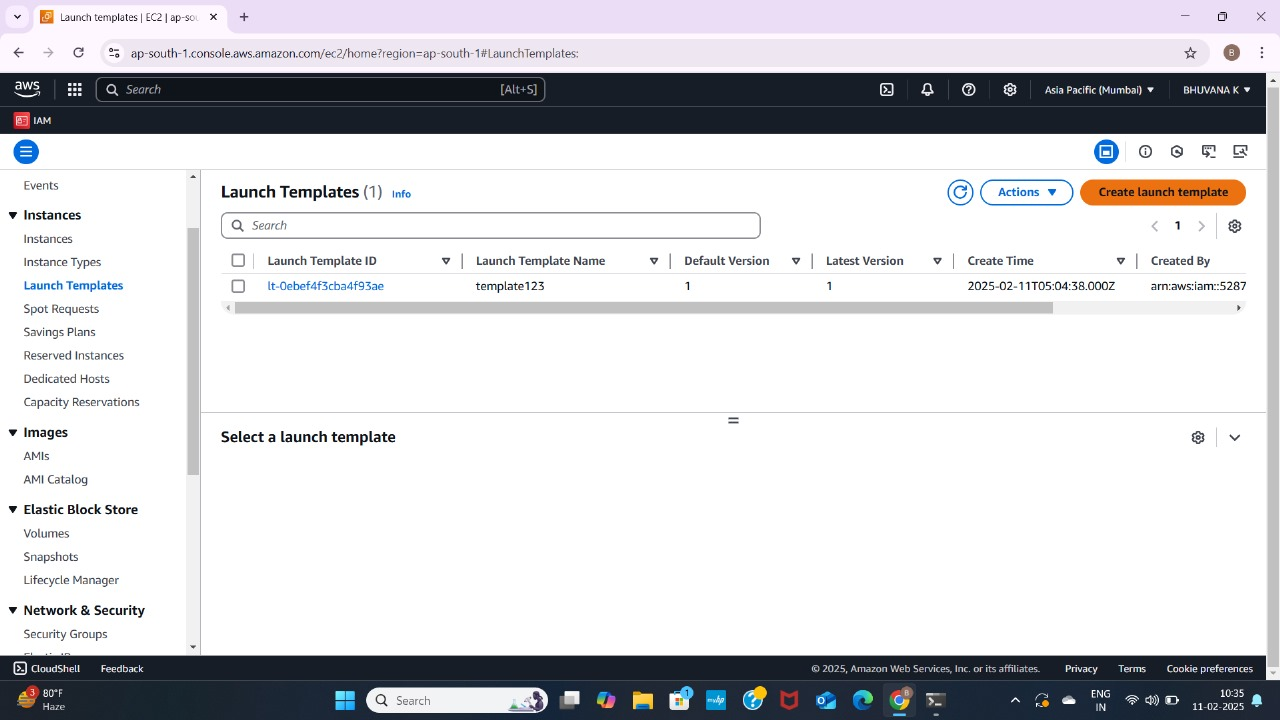 Launch templates | EC2 | ap-sou
ap-south-1.console.aws.amazon.com/ec2/home?region=ap-south-1#LaunchTemplates:
B
aws
Search
[Alt+S]
Asia Pacific (Mumbai)
BHUVANA K
IAM
Events
Instances
Instances
Instance Types
Launch Templates
Spot Requests
Savings Plans
Reserved Instances
Dedicated Hosts
Capacity Reservations
Images
AMIs
AMI Catalog
Elastic Block Store
Volumes
Snapshots
Lifecycle Manager
Network & Security
Security Groups
Launch Templates (1) Info
Actions
Create launch template
Search
1
Launch Template ID
Launch Template Name
Default Version
Latest Version
Create Time
Created By
lt-0ebef4f3cba4f93ae
template123
1
1
2025-02-11T05:04:38.000Z
arn:aws:iam::5287
Select a launch template
CloudShell
Feedback
© 2025, Amazon Web Services, Inc. or its affiliates.
Privacy
Terms
Cookie preferences
3
80°F
Haze
Search
1
ENG
IN
10:35
11-02-2025